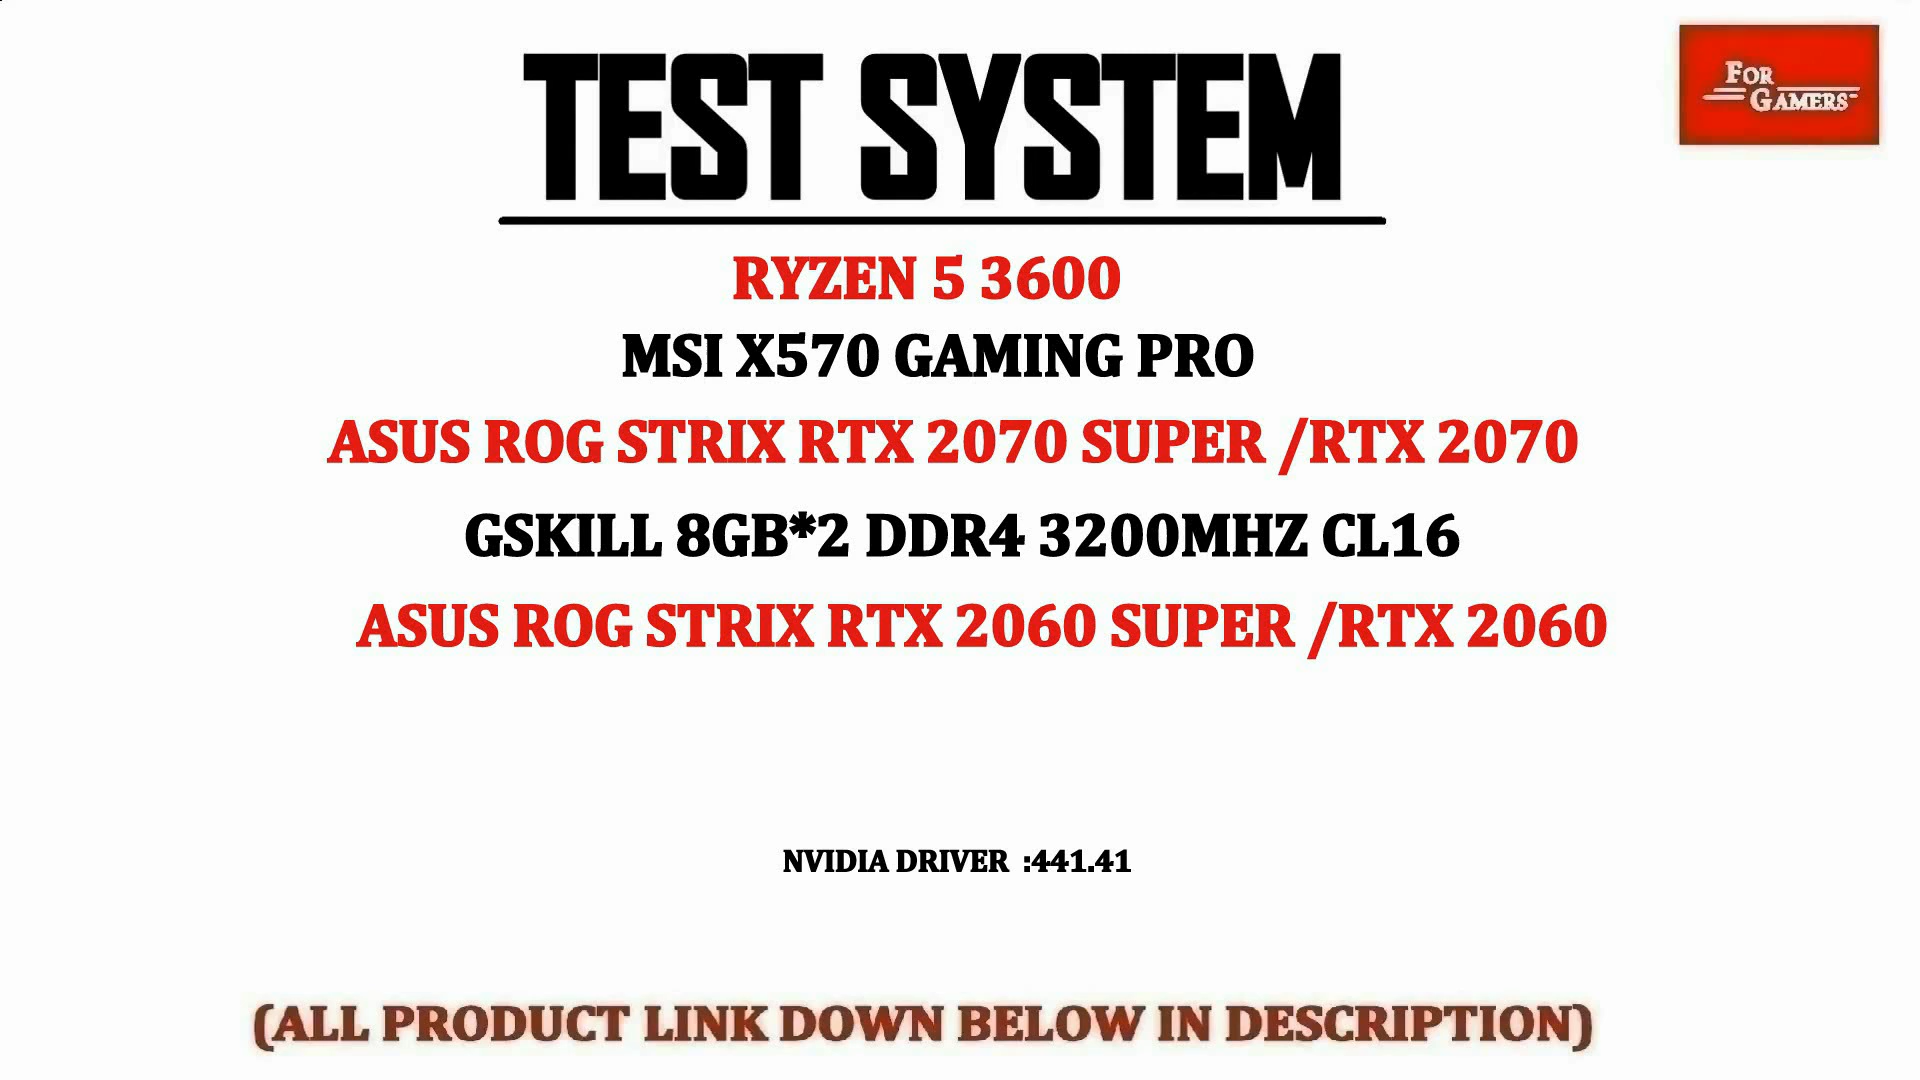 TEST SYSTEM
FOR
GAMERS
RYZEN 5 3600
MSI X570 GAMING PRO
ASUS ROG STRIX RTX 2070 SUPER /RTX 2070
GSKILL 8GB*2 DDR4 3200MHZ CL16
ASUS ROG STRIX RTX 2060 SUPER /RTX 2060
NVIDIA DRIVER :441.41
(ALL PRODUCT LINK DOWN BELOW IN DESCRIPTION)